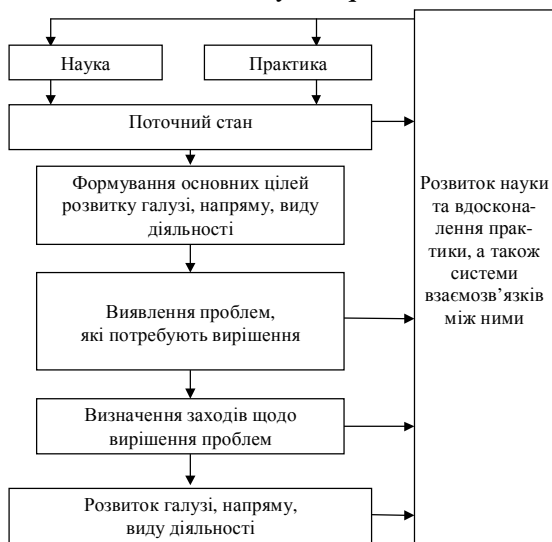 Наука
Практика
Поточний стан
Формування основних цілей
розвитку галузі, напряму, виду
діяльності
Виявлення проблем,
які потребують вирішення
Визначення заходів щодо
вирішення проблем
Розвиток галузі, напряму,
виду діяльності
Розвиток науки
та вдоскона-
лення прак-
тики, а також
системи
взаємозв’язків
між ними